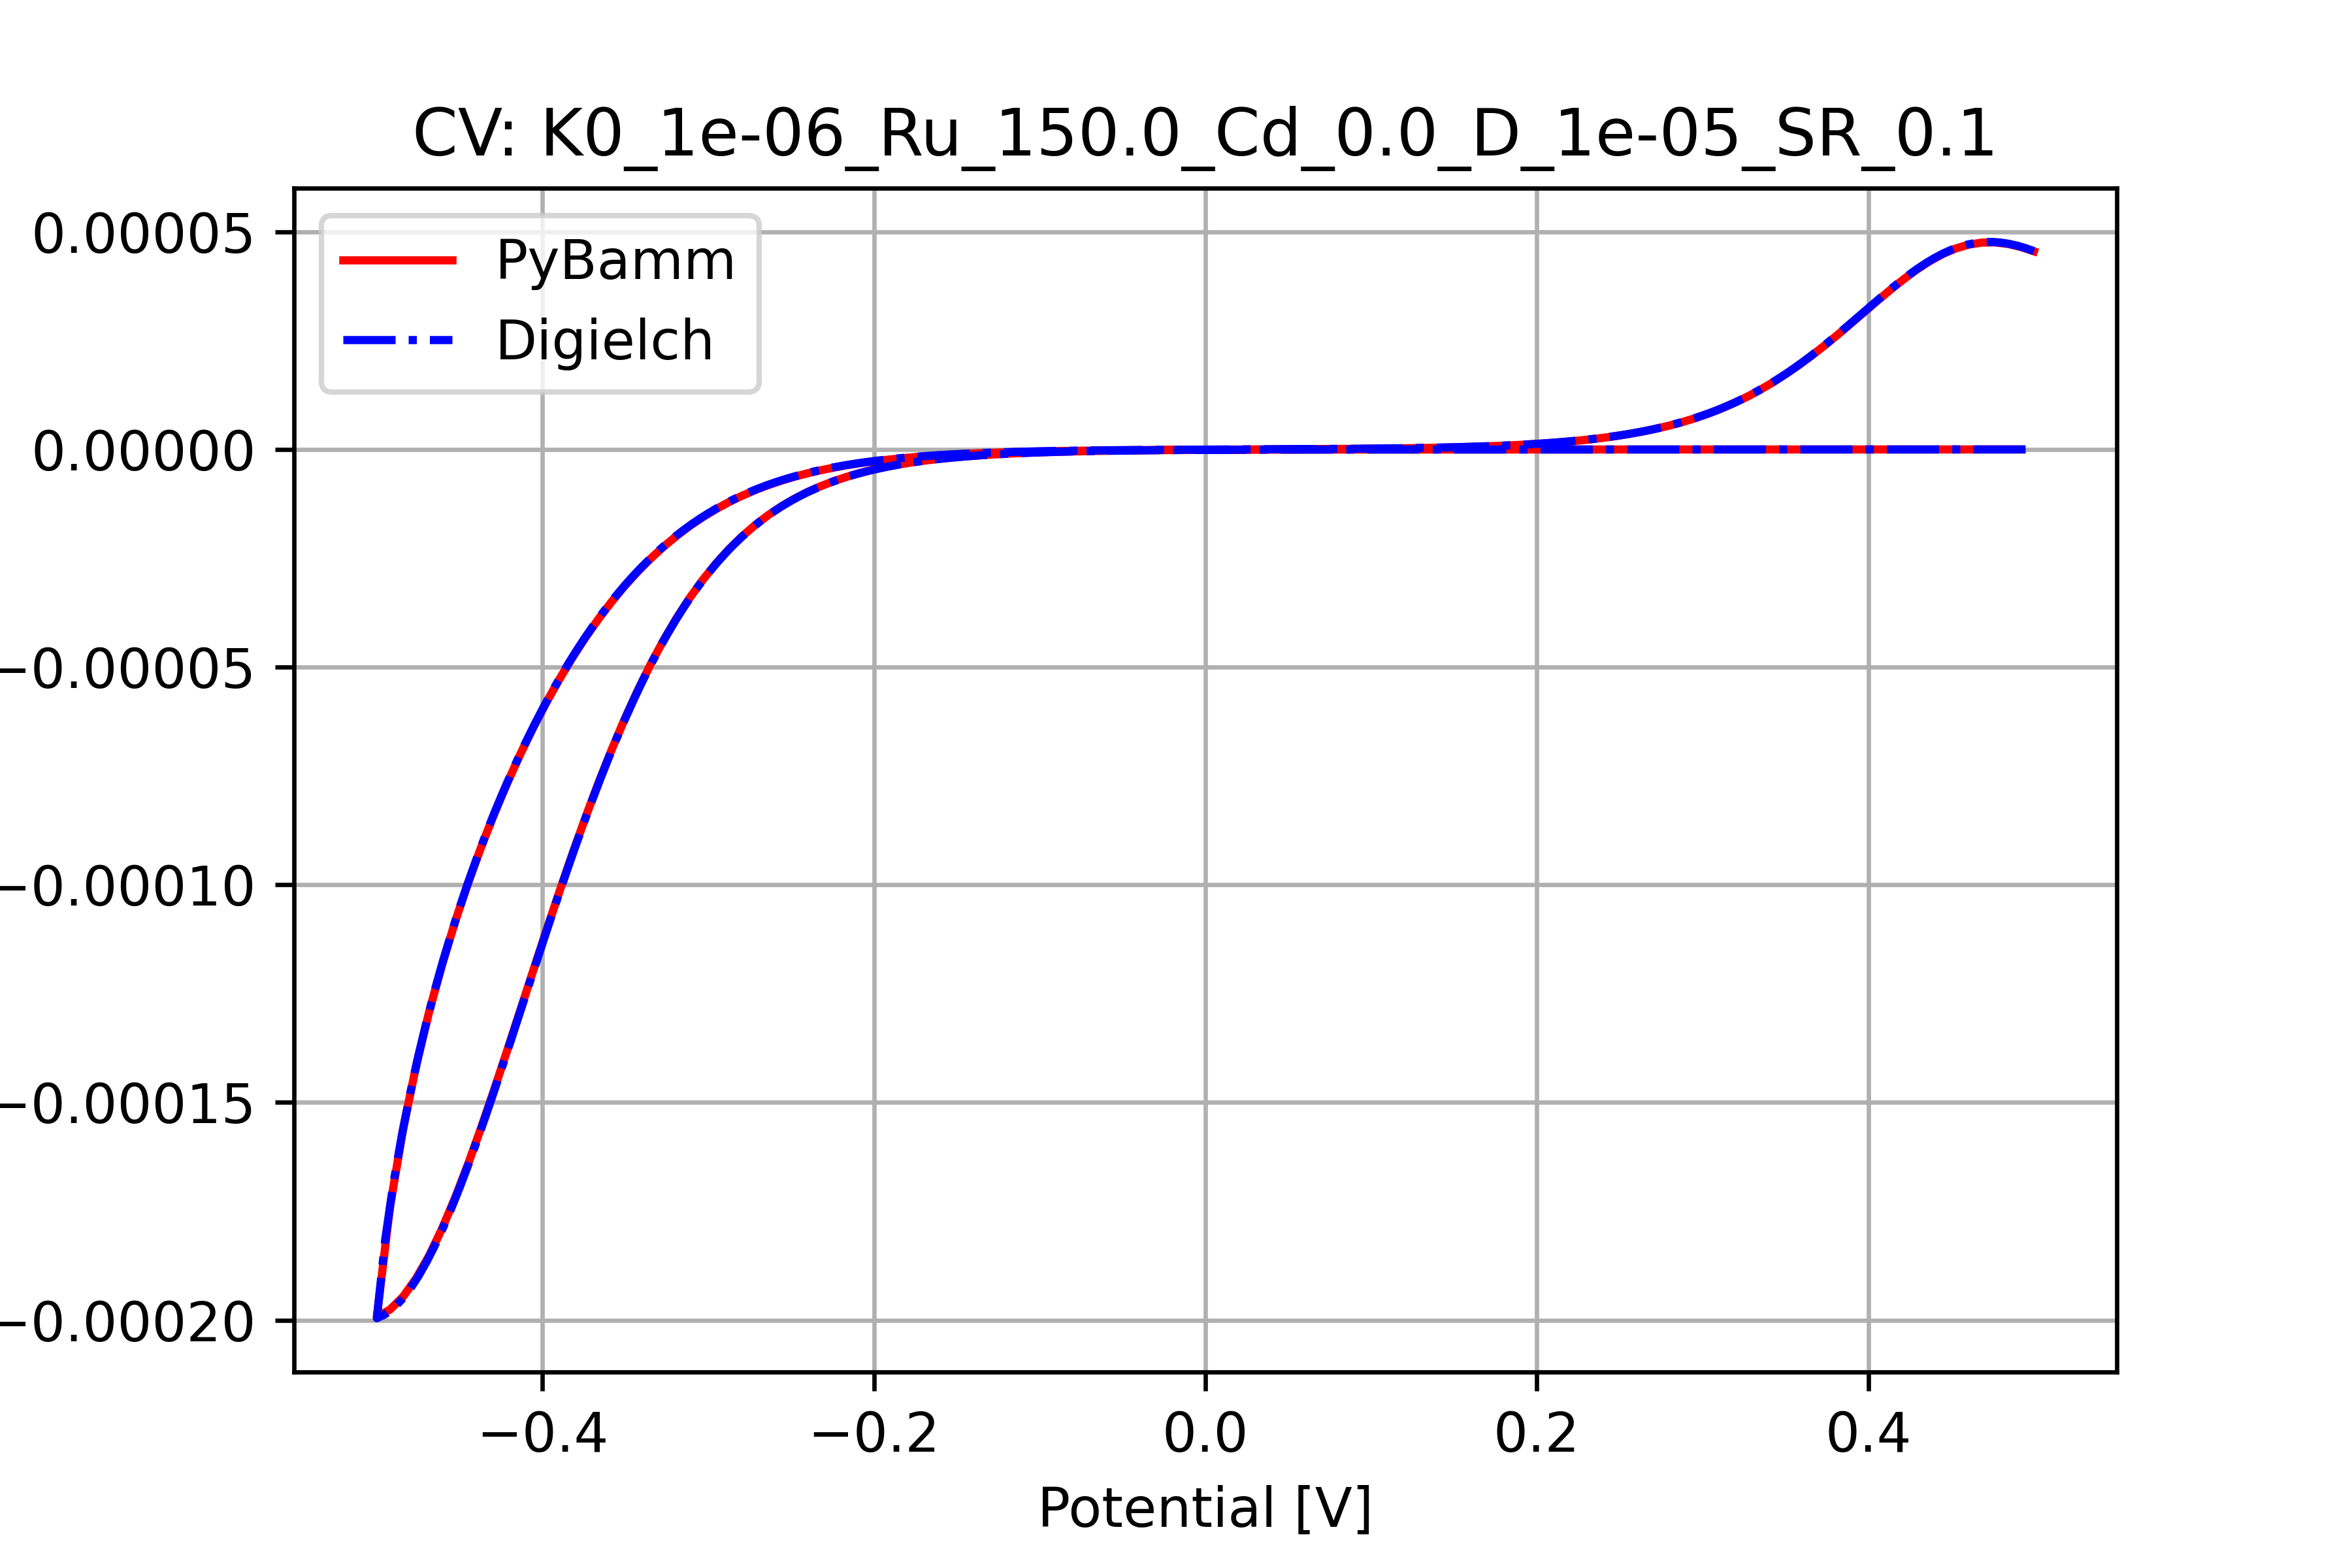 CV: K0_1e-06_Ru_150.0_Cd_0.0_D_1e-05_SR_0.1
PyBamm
Digielch
0.00005
0.00000
−0.00005
−0.00010
−0.00015
−0.00020
−0.4
−0.2
0.0
0.2
0.4
Potential [V]